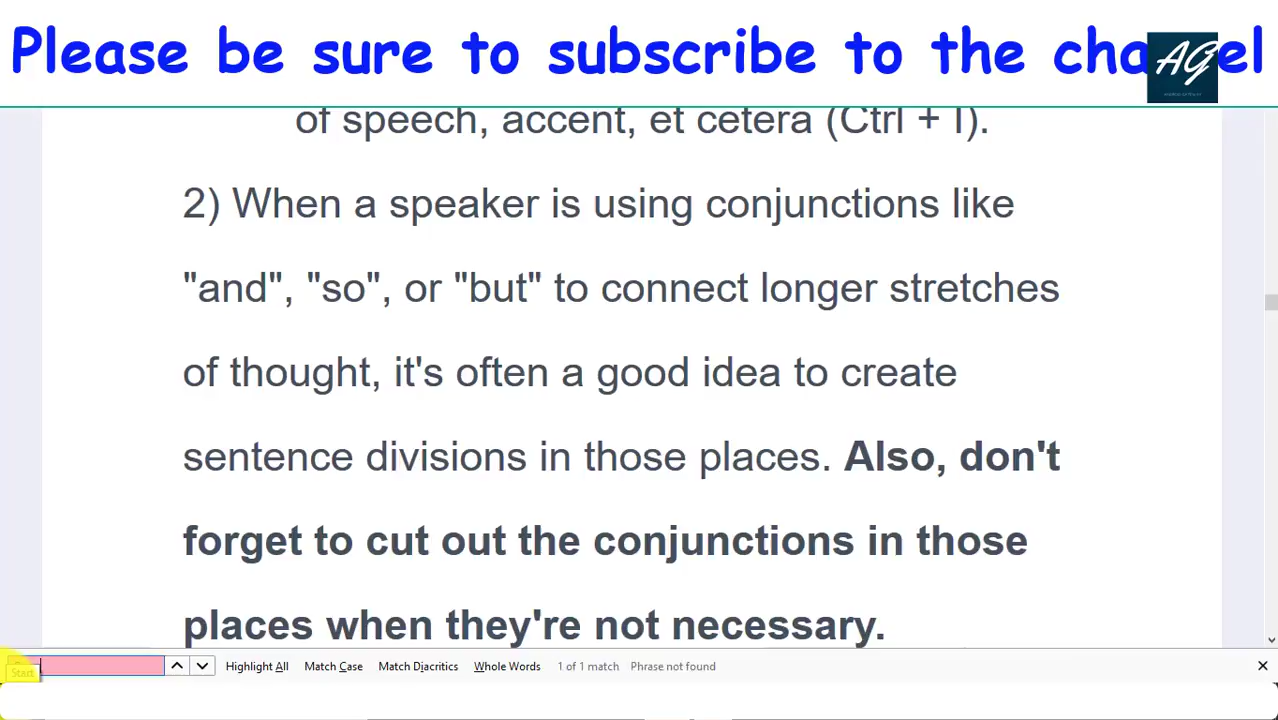 Please be sure to subscribe to the cha el
AG
of speech, accent, et cetera (Ctrl + I).
2) When a speaker is using conjunctions like
"and", "so", or "but" to connect longer stretches
of thought, it's often a good idea to create
sentence divisions in those places. Also, don't
forget to cut out the conjunctions in those
places when they're not necessary.
Start
Highlight All Match Case Match Diacritics Whole Words 1 of 1 match Phrase not found